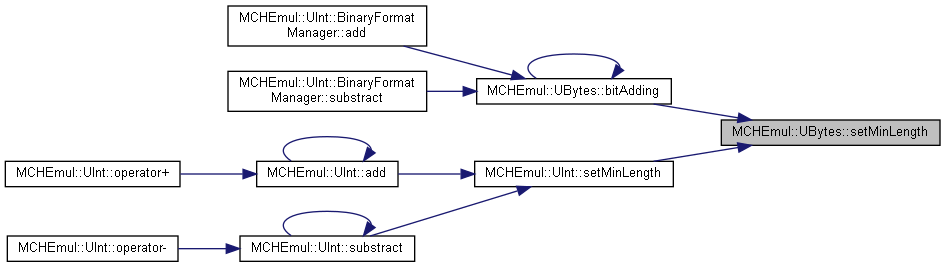 MCHEmul::UInt::BinaryFormat
Manager::add
MCHEmul::UInt::BinaryFormat
Manager::substract
MCHEmul::UBytes::bitAdding
MCHEmul::UBytes::setMinLength
MCHEmul::UInt::operator+
MCHEmul::UInt::add
MCHEmul::UInt::setMinLength
MCHEmul::UInt::operator-
MCHEmul::UInt::substract